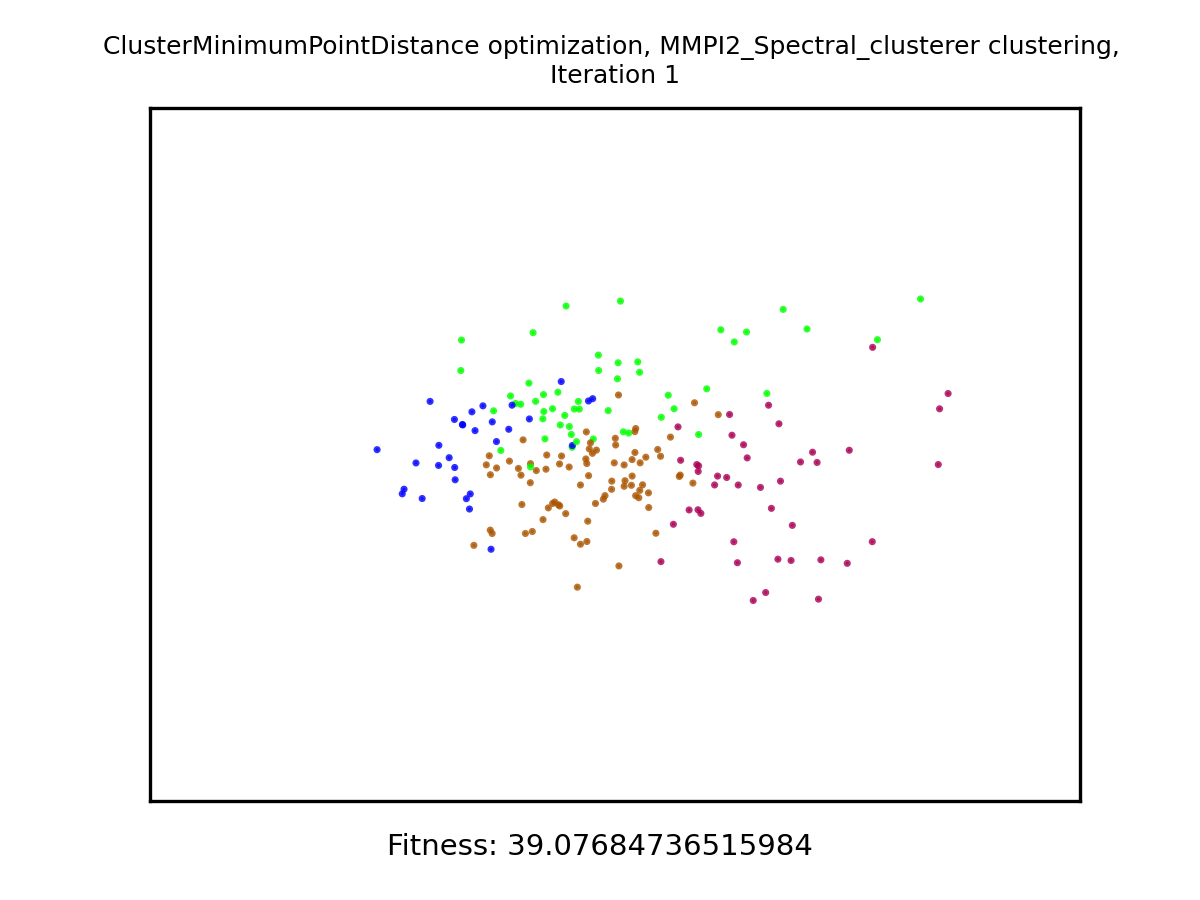 ClusterMinimumPointDistance optimization, MMPI2_Spectral_clusterer clustering,
Iteration 1
Fitness: 39.07684736515984